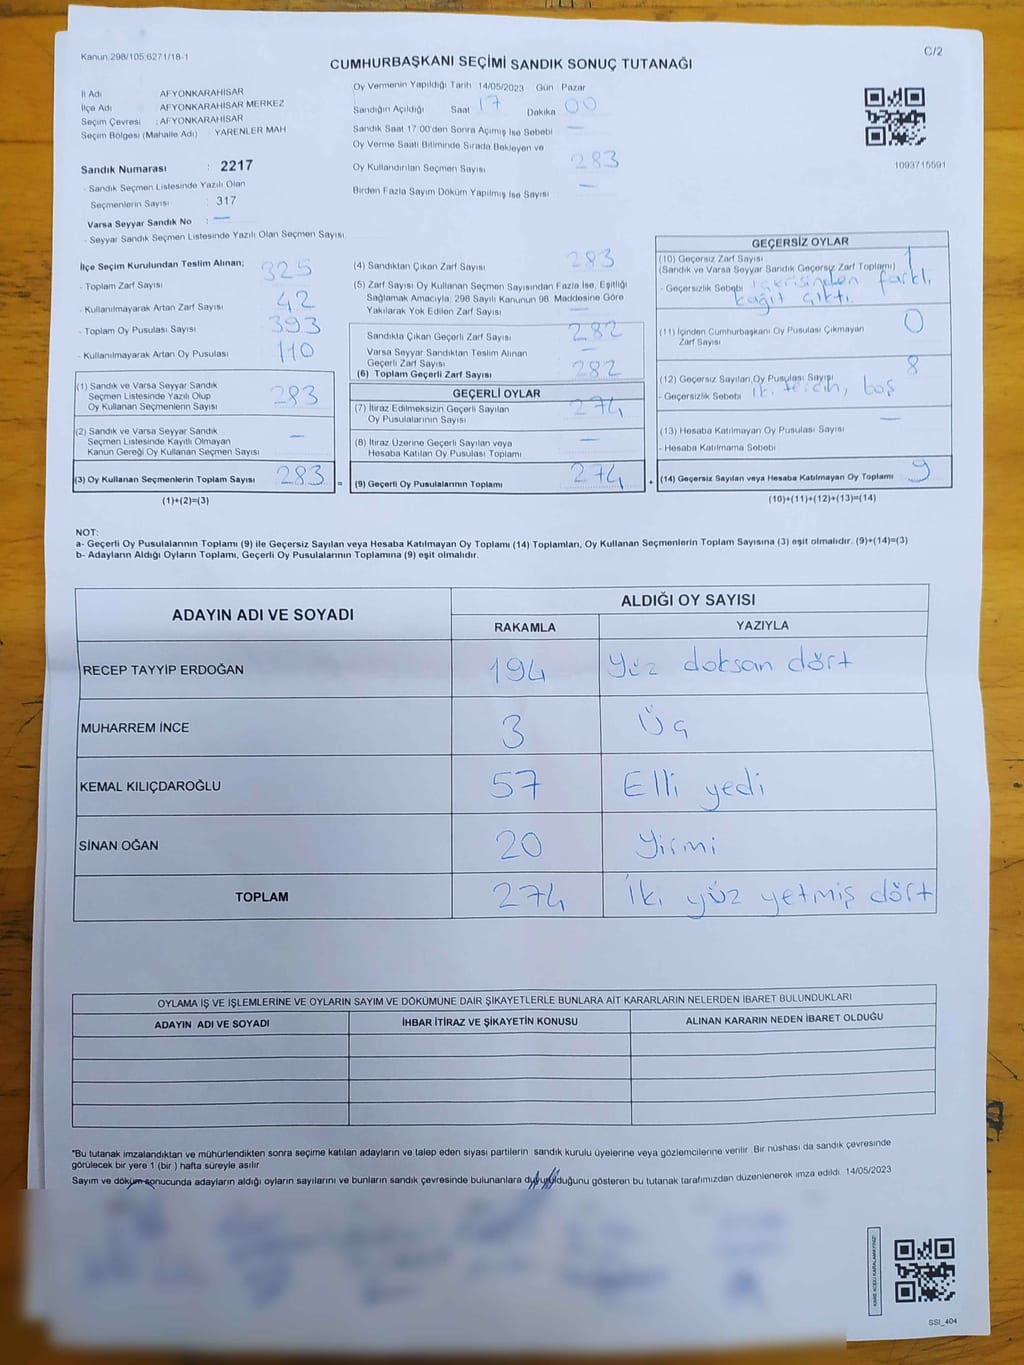 Kanun:298/105,6271/18-1
C/2
CUMHURBAŞKANI SEÇİMİ SANDIK SONUÇ TUTANAĞI
İl Adı AFYONKARAHİSAR
İlçe Adı : AFYONKARAHİSAR MERKEZ
Seçim Çevresi : AFYONKARAHİSAR
Seçim Bölgesi (Mahalle Adı) YARENLER MAH
Sandık Numarası : 2217
- Sandık Seçmen Listesinde Yazılı Olan
Seçmenlerin Sayısı : 317
Varsa Seyyar Sandık No : —
- Seyyar Sandık Seçmen Listesinde Yazılı Olan Seçmen Sayısı:
Oy Vermenin Yapıldığı Tarih 14/05/2023 Gün Pazar
Sandığın Açıldığı Saat 17 Dakika 00
Sandık Saat 17:00'den Sonra Açımış İse Sebebi —
Oy Verme Saati Bitiminde Sırada Bekleyen ve
Oy Kullandırılan Seçmen Sayısı 283
Birden Fazla Sayım Döküm Yapılmış İse Sayısı —
1093715591
İlçe Seçim Kurulundan Teslim Alınan;
- Toplam Zarf Sayısı 325
- Kullanılmayarak Artan Zarf Sayısı 42
- Toplam Oy Pusulası Sayısı 393
- Kullanılmayarak Artan Oy Pusulası 110
(1) Sandık ve Varsa Seyyar Sandık
Seçmen Listesinde Yazılı Olup
Oy Kullanan Seçmenlerin Sayısı 283
(2) Sandık ve Varsa Seyyar Sandık
Seçmen Listesinde Kayıtlı Olmayan
Kanun Gereği Oy Kullanan Seçmen Sayısı —
(3) Oy Kullanan Seçmenlerin Toplam Sayısı 283
(1)+(2)=(3)
(4) Sandıktan Çıkan Zarf Sayısı 283
(5) Zarf Sayısı Oy Kullanan Seçmen Sayısından Fazla İse, Eşitliği
Sağlamak Amacıyla, 298 Sayılı Kanunun 98. Maddesine Göre
Yakılarak Yok Edilen Zarf Sayısı —
Sandıkta Çıkan Geçerli Zarf Sayısı 282
Varsa Seyyar Sandıktan Teslim Alınan
Geçerli Zarf Sayısı —
(6) Toplam Geçerli Zarf Sayısı 282
GEÇERLİ OYLAR
(7) İtiraz Edilmeksizin Geçerli Sayılan
Oy Pusulalarının Sayısı 274
(8) İtiraz Üzerine Geçerli Sayılan veya
Hesaba Katılan Oy Pusulası Toplamı —
= (9) Geçerli Oy Pusulalarının Toplamı 274
GEÇERSİZ OYLAR
(10) Geçersiz Zarf Sayısı 1
(Sandık ve Varsa Seyyar Sandık Geçersiz Zarf Toplamı)
- Geçersizlik Sebebi içerisinden farklı
kağıt çıktı.
(11) İçinden Cumhurbaşkanı Oy Pusulası Çıkmayan
Zarf Sayısı 0
(12) Geçersiz Sayılan Oy Pusulası Sayısı 8
- Geçersizlik Sebebi iki tercih, boş
(13) Hesaba Katılmayan Oy Pusulası Sayısı —
- Hesaba Katılmama Sebebi
+ (14) Geçersiz Sayılan veya Hesaba Katılmayan Oy Toplamı 9
(10)+(11)+(12)+(13)=(14)
NOT:
a- Geçerli Oy Pusulalarının Toplamı (9) ile Geçersiz Sayılan veya Hesaba Katılmayan Oy Toplamı (14) Toplamları, Oy Kullanan Seçmenlerin Toplam Sayısına (3) eşit olmalıdır. (9)+(14)=(3)
b- Adayların Aldığı Oyların Toplamı, Geçerli Oy Pusulalarının Toplamına (9) eşit olmalıdır.
ADAYIN ADI VE SOYADI ALDIĞI OY SAYISI
RAKAMLA YAZIYLA
RECEP TAYYİP ERDOĞAN 194 Yüz doksan dört
MUHARREM İNCE 3 Üç
KEMAL KILIÇDAROĞLU 57 Elli yedi
SİNAN OĞAN 20 Yirmi
TOPLAM 274 İki yüz yetmiş dört
OYLAMA İŞ VE İŞLEMLERİNE VE OYLARIN SAYIM VE DÖKÜMÜNE DAİR ŞİKAYETLERLE BUNLARA AİT KARARLARIN NELERDEN İBARET BULUNDUKLARI
ADAYIN ADI VE SOYADI İHBAR İTİRAZ VE ŞİKAYETİN KONUSU ALINAN KARARIN NEDEN İBARET OLDUĞU
*Bu tutanak imzalandıktan ve mühürlendikten sonra seçime katılan adayların ve talep eden siyasi partilerin sandık kurulu üyelerine veya gözlemcilerine verilir. Bir nüshası da sandık çevresinde
görülecek bir yere 1 (bir ) hafta süreyle asılır.
Sayım ve döküm sonucunda adayların aldığı oyların sayılarını ve bunların sandık çevresinde bulunanlara duyurulduğunu gösteren bu tutanak tarafımızdan düzenlenerek imza edildi. 14/05/2023
KARE KODU KARALAMAYINIZ!
SSI_404